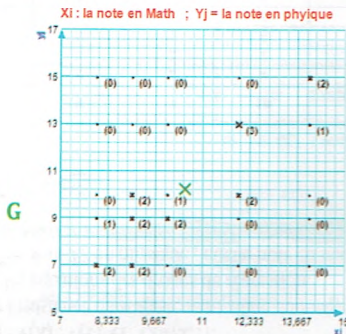 Xi : la note en Math ; Yj = la note en phyique
17
(0) (0) (0) (0) (2)
15
(0) (0) (0) (3) (1)
13
11
(0) (2) (1) (2) (0)
G
9
(1) (2) (2) (0) (0)
7
(2) (2) (0) (0) (0)
5
7 8,333 9,667 11 12,333 13,667 15